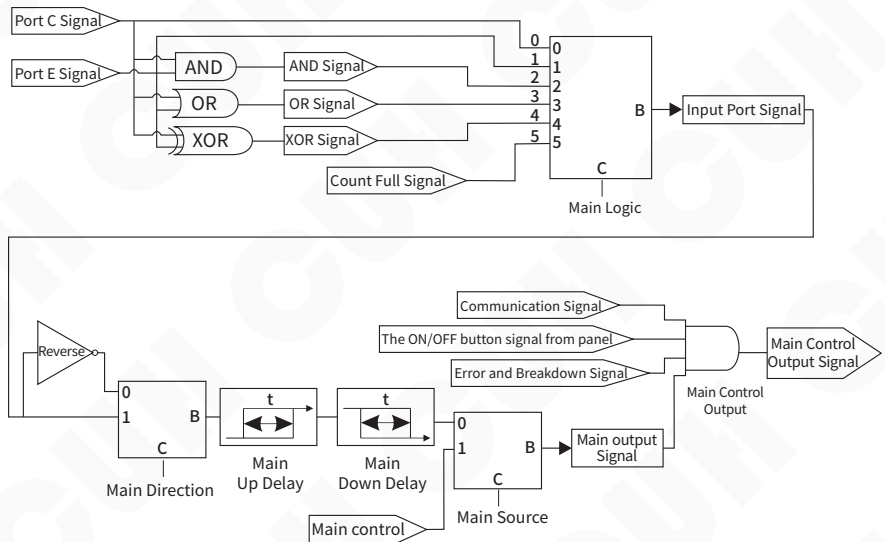 Port C Signal
Port E Signal
AND
AND Signal
OR
OR Signal
XOR
XOR Signal
Count Full Signal
0
1
2
3
4
5
0
1
2
3
4
5
B
C
Main Logic
Input Port Signal
Reverse
0
1
B
C
Main Direction
t
Main
Up Delay
t
Main
Down Delay
0
1
B
C
Main Source
Main control
Main output
Signal
Communication Signal
The ON/OFF button signal from panel
Error and Breakdown Signal
Main Control
Output
Main Control
Output Signal
CUH CUH CUH